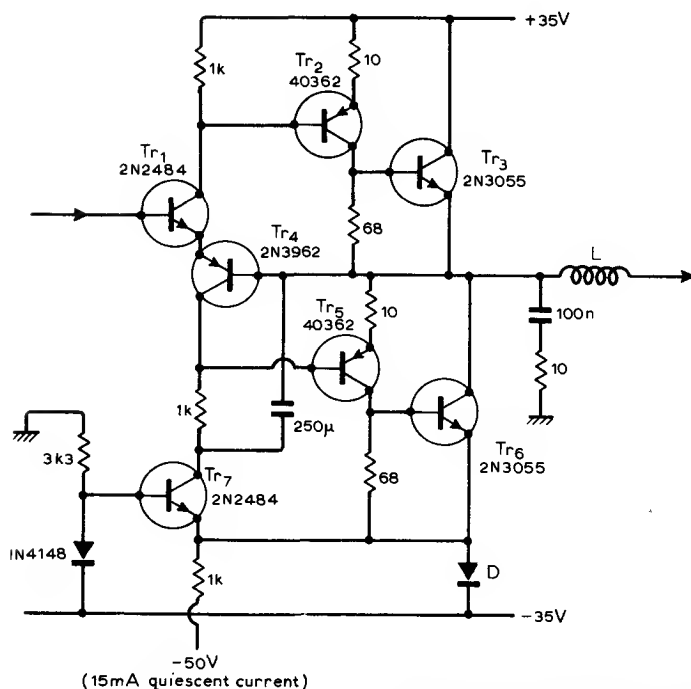 +35V
1k
Tr2
40362
10
Tr1
2N2484
Tr3
2N3055
68
Tr4
2N3962
L
100n
10
Tr5
40362
10
1k
250μ
3k3
Tr7
2N2484
68
Tr6
2N3055
1N4148
1k
D
-35V
-50V
(15mA quiescent current)